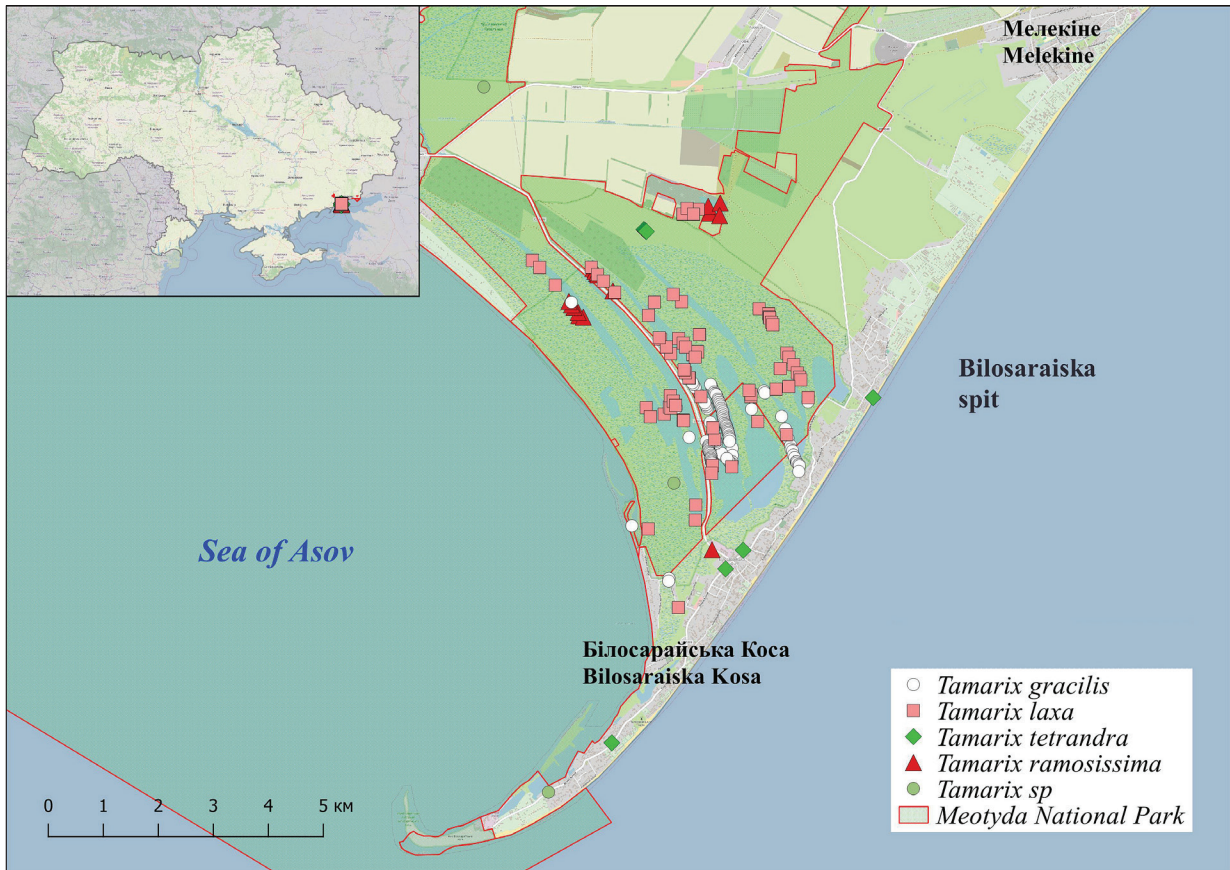 Мелекіне
Melekine
Bilosaraiska
spit
Sea of Asov
Білосарайська Коса
Bilosaraiska Kosa
0 1 2 3 4 5 км
Tamarix gracilis
Tamarix laxa
Tamarix tetrandra
Tamarix ramosissima
Tamarix sp
Meotyda National Park